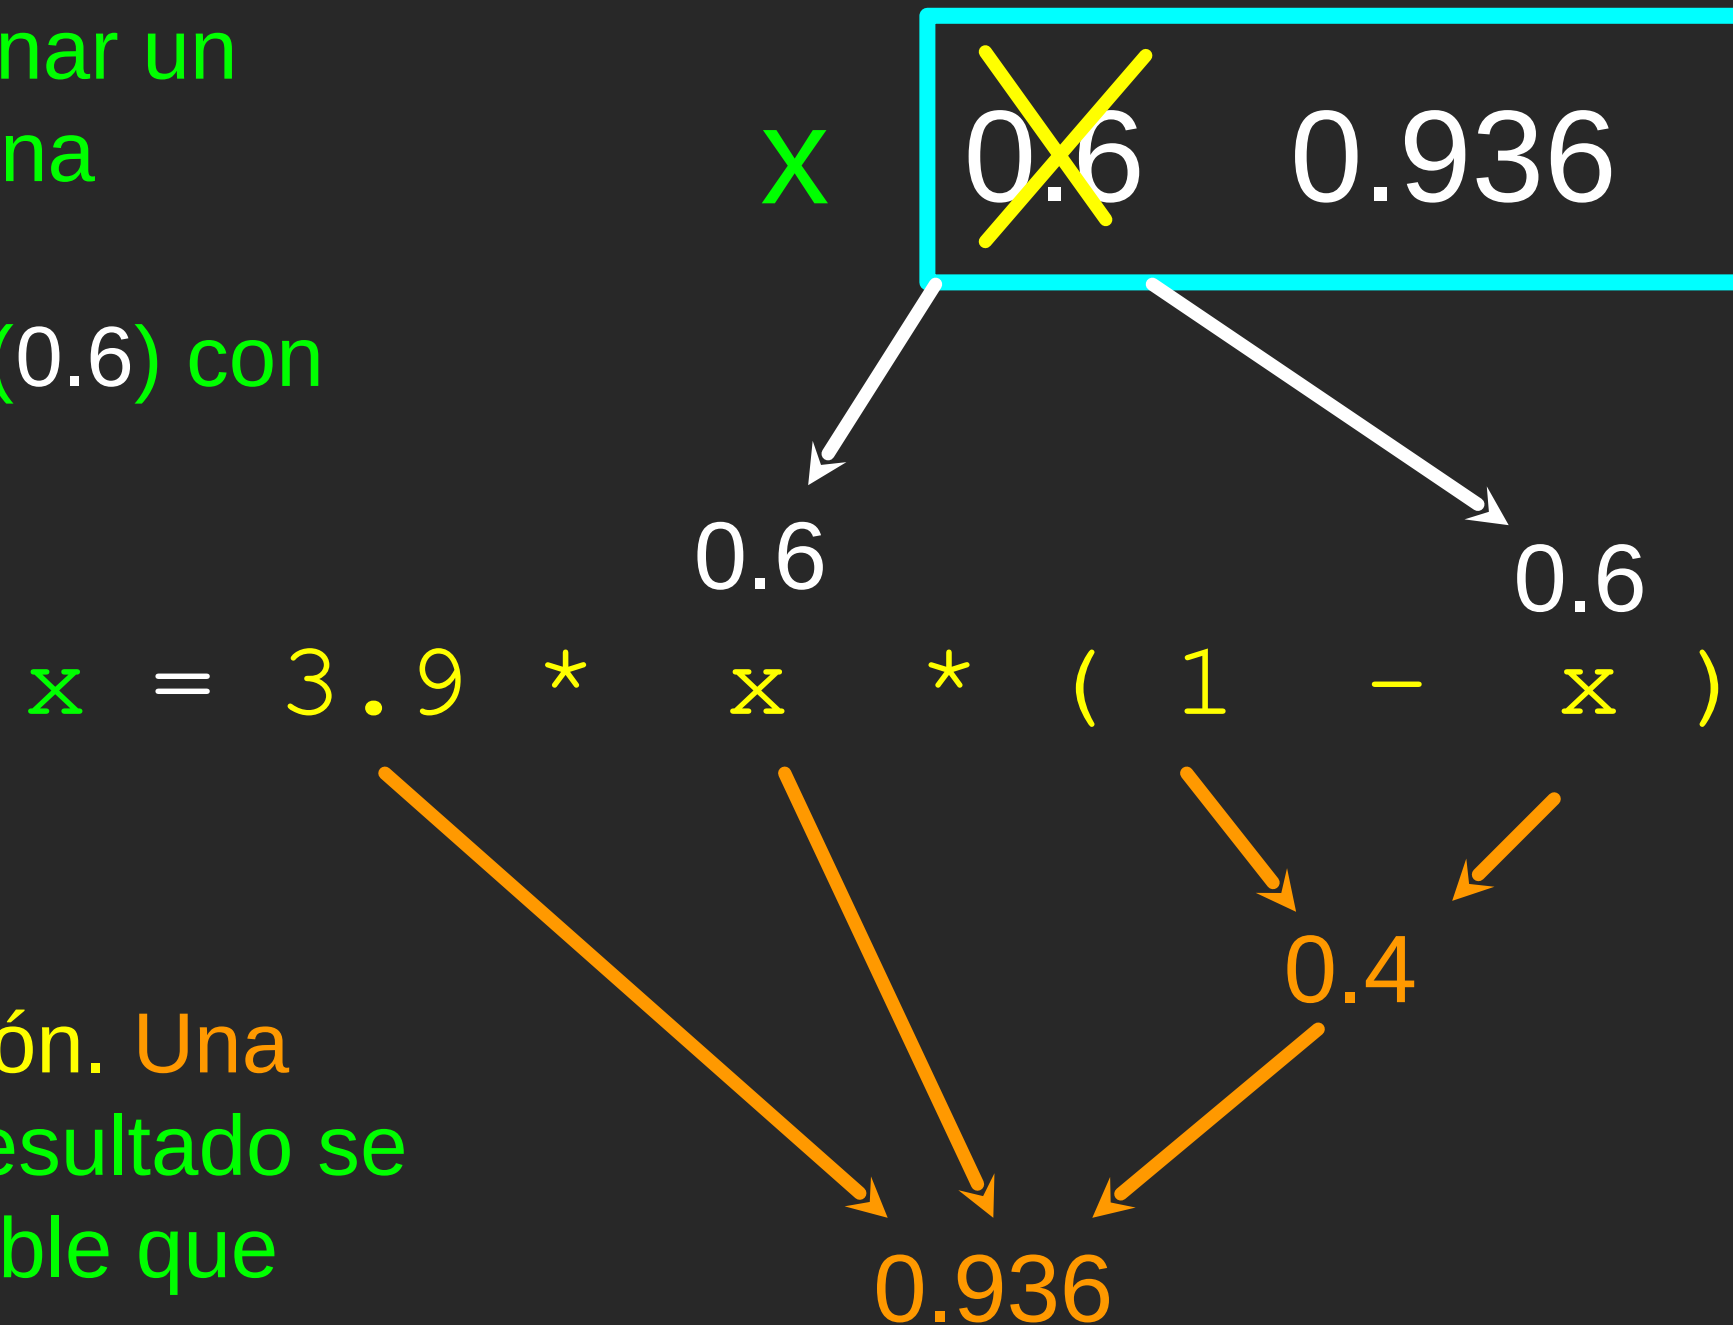 nar un
na
x 0.6 0.936
(0.6) con
0.6 0.6
x = 3.9 * x * ( 1 - x )
0.4
ón. Una
esultado se
ble que
0.936